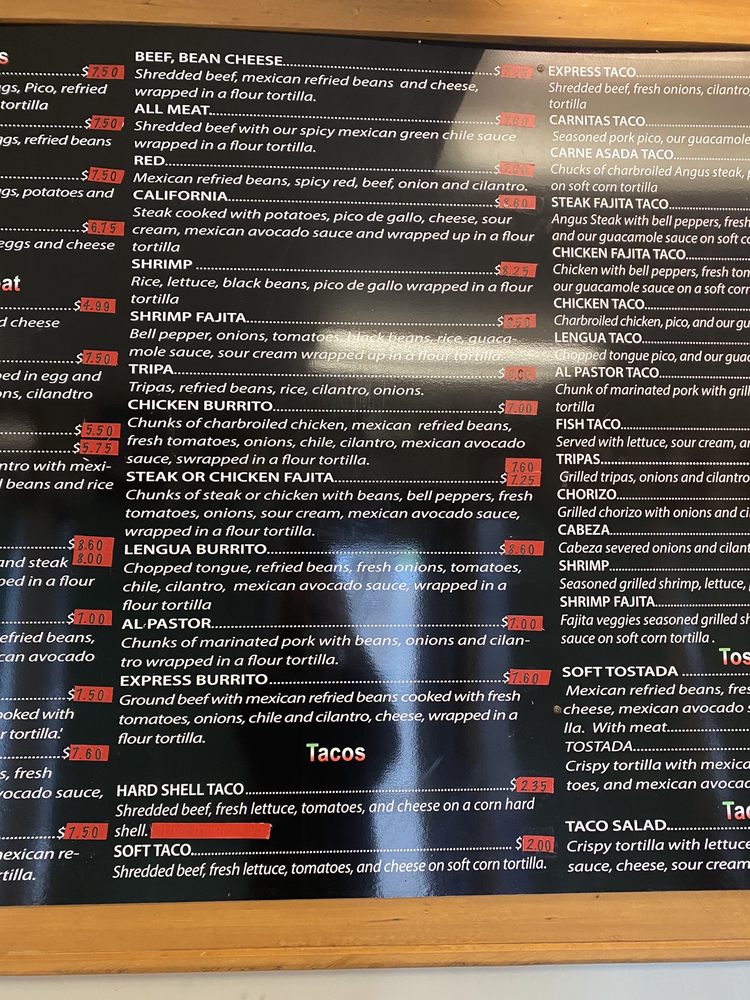 s
$7.50
ggs, Pico, refried
tortilla
$7.50
ggs, refried beans
$7.50
ggs, potatoes and
$6.75
eggs and cheese
eat
$4.99
d cheese
$7.50
ped in egg and
ons, cilandtro
$5.50
$5.75
ntro with mexi-
d beans and rice
$8.60
and steak 8.00
ped in a flour
$7.00
efried beans,
can avocado
$7.50
ooked with
rtilla.'
$7.60
s, fresh
vocado sauce,
$7.50
mexican re-
rtilla.
BEEF, BEAN CHEESE $
Shredded beef, mexican refried beans and cheese,
wrapped in a flour tortilla.
ALL MEAT $
Shredded beef with our spicy mexican green chile sauce
wrapped in a flour tortilla.
RED $
Mexican refried beans, spicy red, beef, onion and cilantro.
CALIFORNIA $8.60
Steak cooked with potatoes, pico de gallo, cheese, sour
cream, mexican avocado sauce and wrapped up in a flour
tortilla
SHRIMP $8.25
Rice, lettuce, black beans, pico de gallo wrapped in a flour
tortilla
SHRIMP FAJITA $
Bell pepper, onions, tomatoes, black beans, rice, guaca-
mole sauce, sour cream wrapped up in a flour tortilla.
TRIPA $
Tripas, refried beans, rice, cilantro, onions.
CHICKEN BURRITO $7.00
Chunks of charbroiled chicken, mexican refried beans,
fresh tomatoes, onions, chile, cilantro, mexican avocado
sauce, swrapped in a flour tortilla.
7.60
STEAK OR CHICKEN FAJITA $7.25
Chunks of steak or chicken with beans, bell peppers, fresh
tomatoes, onions, sour cream, mexican avocado sauce,
wrapped in a flour tortilla.
LENGUA BURRITO $8.60
Chopped tongue, refried beans, fresh onions, tomatoes,
chile, cilantro, mexican avocado sauce, wrapped in a
flour tortilla
AL PASTOR $7.00
Chunks of marinated pork with beans, onions and cilan-
tro wrapped in a flour tortilla.
EXPRESS BURRITO $7.60
Ground beef with mexican refried beans cooked with fresh
tomatoes, onions, chile and cilantro, cheese, wrapped in a
flour tortilla.
Tacos
HARD SHELL TACO $2.35
Shredded beef, fresh lettuce, tomatoes, and cheese on a corn hard
shell.
SOFT TACO $2.00
Shredded beef, fresh lettuce, tomatoes, and cheese on soft corn tortilla.
EXPRESS TACO
Shredded beef, fresh onions, cilantro,
tortilla
CARNITAS TACO
Seasoned pork pico, our guacamole
CARNE ASADA TACO
Chucks of charbroiled Angus steak, p
on soft corn tortilla
STEAK FAJITA TACO
Angus Steak with bell peppers, fresh
and our guacamole sauce on soft co
CHICKEN FAJITA TACO
Chicken with bell peppers, fresh tom
our guacamole sauce on a soft corn
CHICKEN TACO
Charbroiled chicken, pico, and our gu
LENGUA TACO
Chopped tongue pico, and our guac
AL PASTOR TACO
Chunk of marinated pork with grill
tortilla
FISH TACO
Served with lettuce, sour cream, an
TRIPAS
Grilled tripas, onions and cilantro
CHORIZO
Grilled chorizo with onions and ci
CABEZA
Cabeza severed onions and cilant
SHRIMP
Seasoned grilled shrimp, lettuce, p
SHRIMP FAJITA
Fajita veggies seasoned grilled sh
sauce on soft corn tortilla .
Tos
SOFT TOSTADA
Mexican refried beans, fres
cheese, mexican avocado s
lla. With meat
TOSTADA
Crispy tortilla with mexica
toes, and mexican avocad
Tac
TACO SALAD
Crispy tortilla with lettuce
sauce, cheese, sour cream